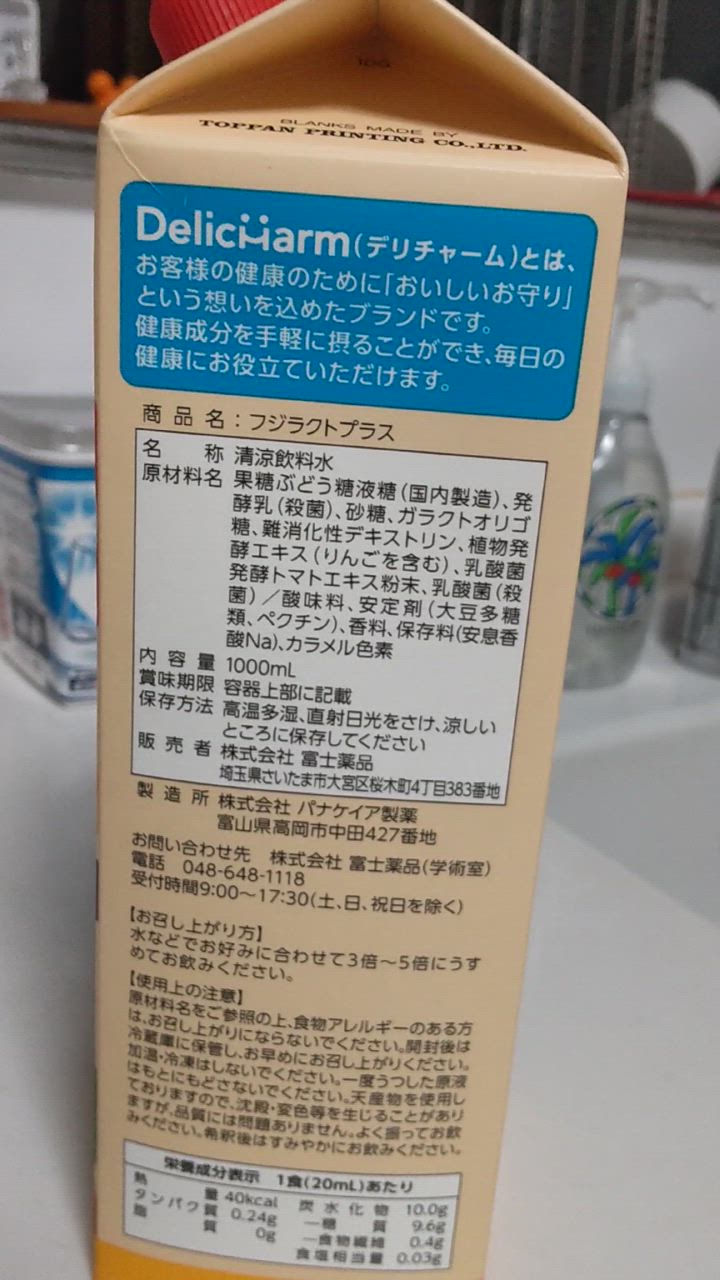 10G
BLANKS MADE BY
TOPPAN PRINTING CO.,LTD.
DeliCHarm(デリチャーム)とは、
お客様の健康のために「おいしいお守り」
という想いを込めたブランドです。
健康成分を手軽に摂ることができ、毎日の
健康にお役立ていただけます。
商品名：フジラクトプラス
名称 清涼飲料水
原材料名 果糖ぶどう糖液糖(国内製造)、発
酵乳(殺菌)、砂糖、ガラクトオリゴ
糖、難消化性デキストリン、植物発
酵エキス(りんごを含む)、乳酸菌
発酵トマトエキス粉末、乳酸菌(殺
菌)／酸味料、安定剤(大豆多糖
類、ペクチン)、香料、保存料(安息香
酸Na)、カラメル色素
内容量 1000mL
賞味期限 容器上部に記載
保存方法 高温多湿、直射日光をさけ、涼しい
ところに保存してください
販売者 株式会社 富士薬品
埼玉県さいたま市大宮区桜木町4丁目383番地
製造所 株式会社 パナケイア製薬
富山県高岡市中田427番地
お問い合わせ先 株式会社 富士薬品(学術室)
電話 048-648-1118
受付時間9:00～17:30(土、日、祝日を除く)
【お召し上がり方】
水などでお好みに合わせて3倍～5倍にうす
めてお飲みください。
【使用上の注意】
原材料名をご参照の上、食物アレルギーのある方
は、お召し上がりにならないでください。開封後は
冷蔵庫に保管し、お早めにお召し上がりください。
加温・冷凍はしないでください。一度うつした原液
はもとにもどさないでください。天産物を使用し
ておりますので、沈殿・変色等を生じることがあり
ますが、品質には問題ありません。よく振ってお飲
みください。希釈後はすみやかにお飲みください。
栄養成分表示 1食(20mL)あたり
熱量 40kcal 炭水化物 10.0g
タンパク質 0.24g －糖質 9.6g
脂質 0g －食物繊維 0.4g
食塩相当量 0.03g